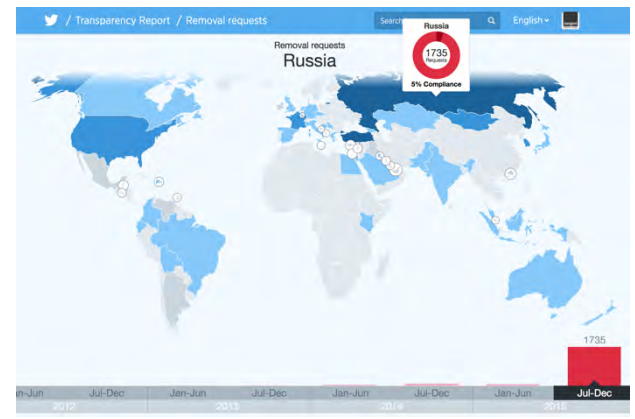 / Transparency Report / Removal requests
Search
English
Russia
1735
Requests
5% Compliance
Removal requests
Russia
1735
n-Jun
Jul-Dec
Jan-Jun
Jul-Dec
Jan-Jun
Jul-Dec
Jan-Jun
Jul-Dec
2012
2013
2014
2015